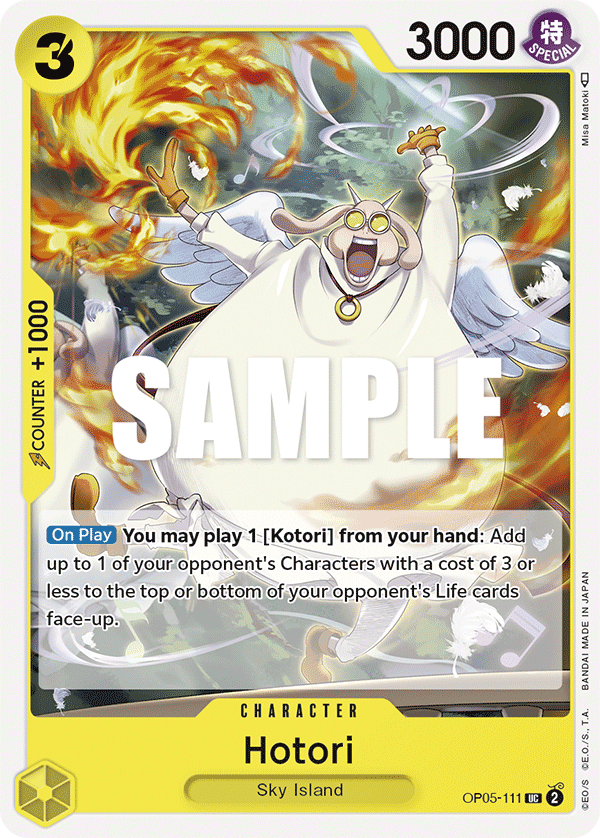 3
3000
特
SPECIAL
Misa Matoki
COUNTER +1000
SAMPLE
On Play You may play 1 [Kotori] from your hand: Add
up to 1 of your opponent's Characters with a cost of 3 or
less to the top or bottom of your opponent's Life cards
face-up.
CHARACTER
Hotori
Sky Island
OP05-111 UC 2
©EO/S ©E.O./S., T.A. BANDAI MADE IN JAPAN